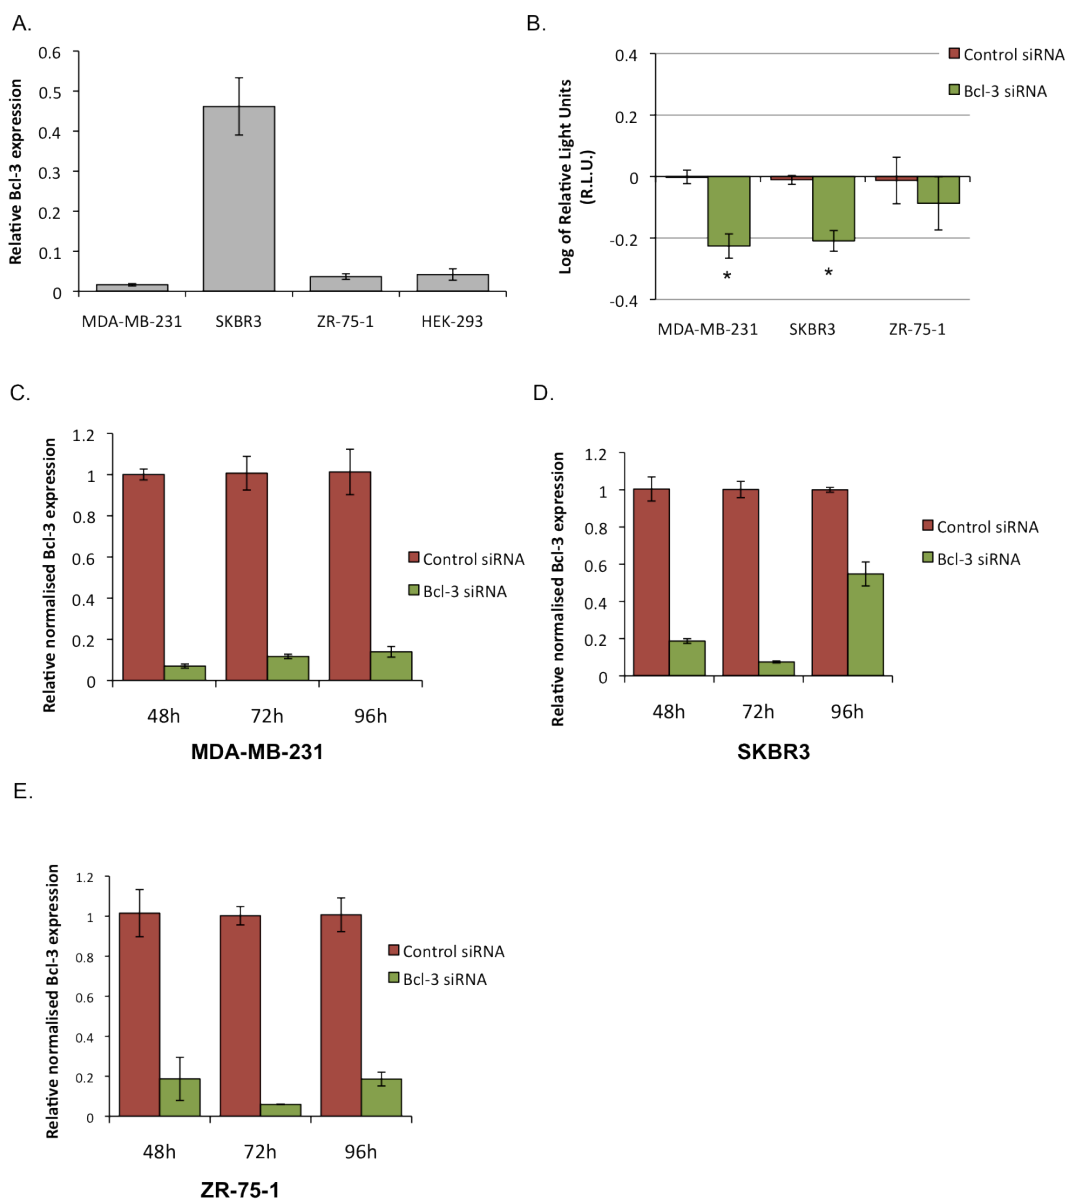 A.
Relative Bcl-3 expression
0.6
0.5
0.4
0.3
0.2
0.1
0
MDA-MB-231 SKBR3 ZR-75-1 HEK-293
B.
Log of Relative Light Units
(R.L.U.)
0.4
0.2
0
-0.2
-0.4
* *
MDA-MB-231 SKBR3 ZR-75-1
Control siRNA
Bcl-3 siRNA
C.
Relative normalised Bcl-3 expression
1.2
1
0.8
0.6
0.4
0.2
0
48h 72h 96h
MDA-MB-231
Control siRNA
Bcl-3 siRNA
D.
Relative normalised Bcl-3 expression
1.2
1
0.8
0.6
0.4
0.2
0
48h 72h 96h
SKBR3
Control siRNA
Bcl-3 siRNA
E.
Relative normalised Bcl-3 expression
1.2
1
0.8
0.6
0.4
0.2
0
48h 72h 96h
ZR-75-1
Control siRNA
Bcl-3 siRNA